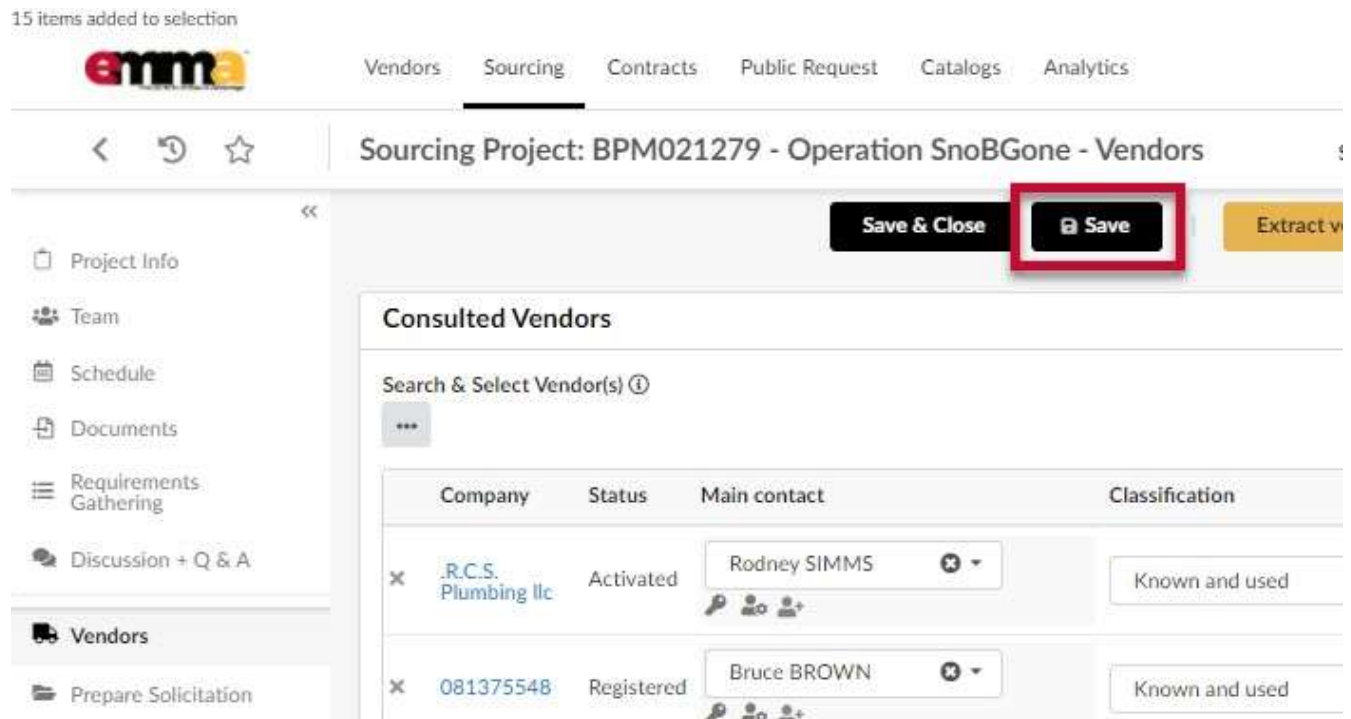 15 items added to selection
emma
Vendors Sourcing Contracts Public Request Catalogs Analytics
Sourcing Project: BPM021279 - Operation SnoBGone - Vendors
Save & Close Save Extract
Project Info
Team
Schedule
Documents
Requirements
Gathering
Discussion + Q & A
Vendors
Prepare Solicitation
Consulted Vendors
Search & Select Vendor(s)
Company Status Main contact Classification
.R.C.S.
Plumbing llc
Activated Rodney SIMMS Known and used
081375548 Registered Bruce BROWN Known and used